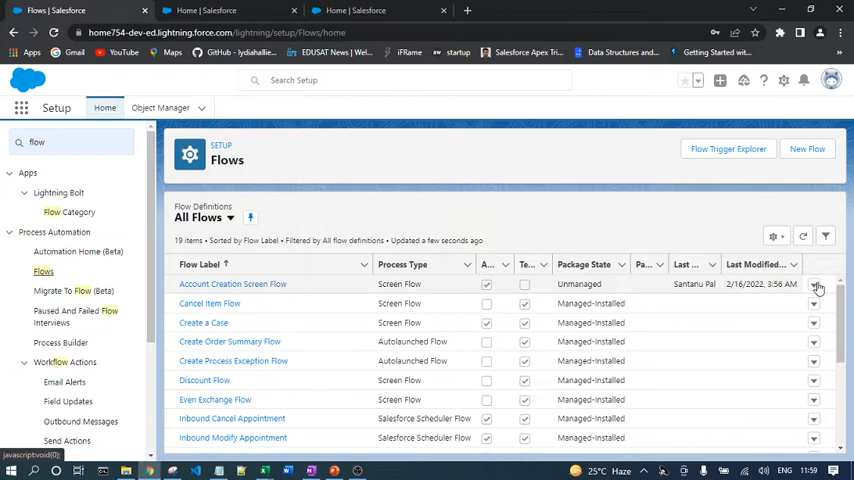 Flows | Salesforce
Home | Salesforce
Home | Salesforce
home754-dev-ed.lightning.force.com/lightning/setup/Flows/home
Apps
Gmail
YouTube
Maps
GitHub - lydiahallie...
EDUSAT News | We...
iFRame
startup
Salesforce Apex Tri...
Data Structures and...
Getting Started wit...
Search Setup
Setup
Home
Object Manager
flow
Apps
Lightning Bolt
Flow Category
Process Automation
Automation Home (Beta)
Flows
Migrate To Flow (Beta)
Paused And Failed Flow
Interviews
Process Builder
Workflow Actions
Email Alerts
Field Updates
Outbound Messages
Send Actions
javascript:void(0);
SETUP
Flows
Flow Trigger Explorer
New Flow
Flow Definitions
All Flows
19 items • Sorted by Flow Label • Filtered by All flow definitions • Updated a few seconds ago
Flow Label ↑ Process Type A... Te... Package State Pa... Last ... Last Modified...
Account Creation Screen Flow Screen Flow Unmanaged Santanu Pal 2/16/2022, 3:56 AM
Cancel Item Flow Screen Flow Managed-Installed
Create a Case Screen Flow Managed-Installed
Create Order Summary Flow Autolaunched Flow Managed-Installed
Create Process Exception Flow Autolaunched Flow Managed-Installed
Discount Flow Screen Flow Managed-Installed
Even Exchange Flow Screen Flow Managed-Installed
Inbound Cancel Appointment Salesforce Scheduler Flow Managed-Installed
Inbound Modify Appointment Salesforce Scheduler Flow Managed-Installed
25°C Haze
11:59